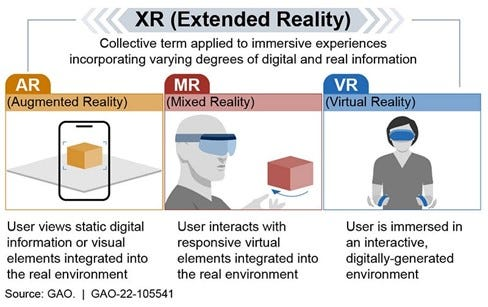 XR (Extended Reality)
Collective term applied to immersive experiences
incorporating varying degrees of digital and real information
AR
(Augmented Reality)
User views static digital
information or visual
elements integrated into
the real environment
MR
(Mixed Reality)
User interacts with
responsive virtual
elements integrated into
the real environment
VR
(Virtual Reality)
User is immersed in
an interactive,
digitally-generated
environment
Source: GAO. | GAO-22-105541